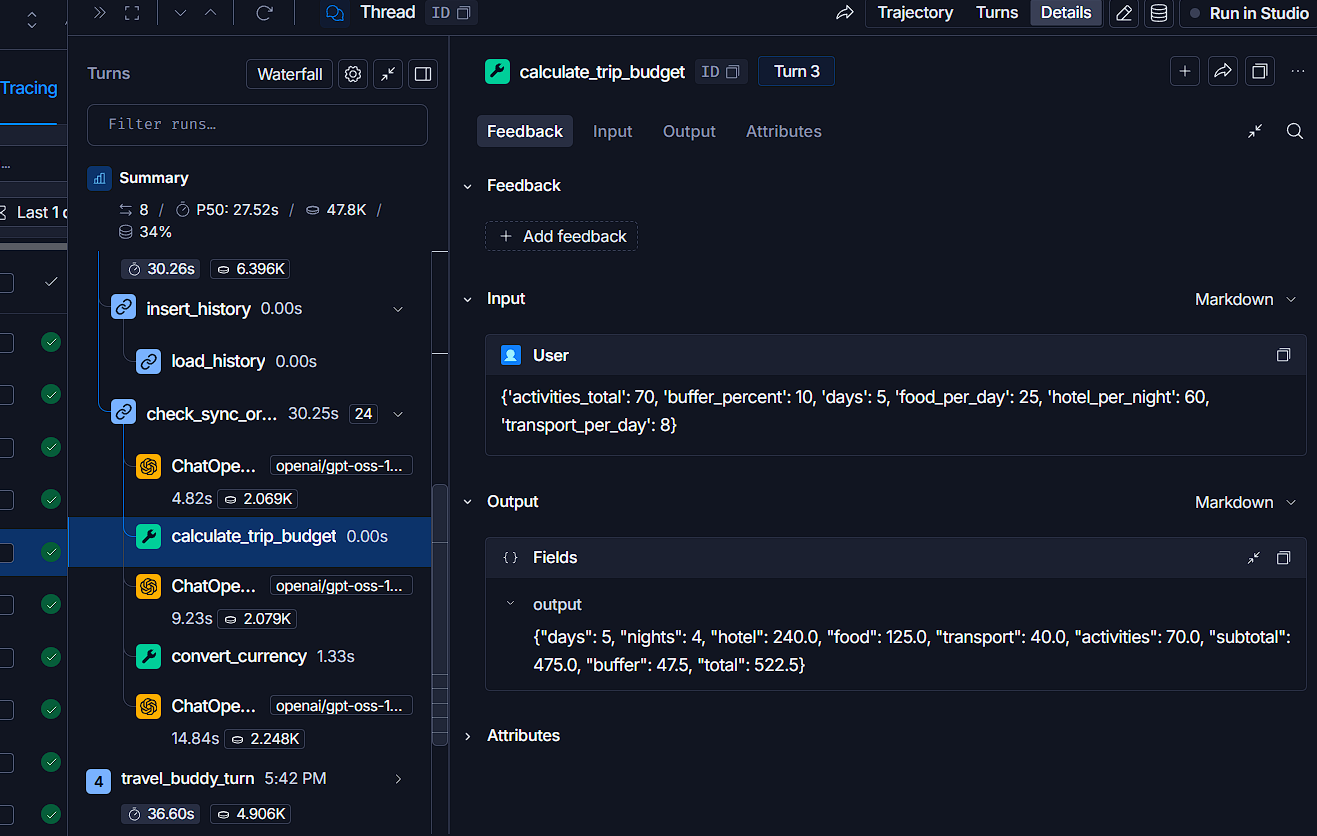 Thread ID
Trajectory Turns Details Run in Studio
Tracing
...
Last 1
Turns Waterfall
Filter runs…
Summary
8 / P50: 27.52s / 47.8K /
34%
30.26s 6.396K
insert_history 0.00s
load_history 0.00s
check_sync_or... 30.25s 24
ChatOpe... openai/gpt-oss-1...
4.82s 2.069K
calculate_trip_budget 0.00s
ChatOpe... openai/gpt-oss-1...
9.23s 2.079K
convert_currency 1.33s
ChatOpe... openai/gpt-oss-1...
14.84s 2.248K
4 travel_buddy_turn 5:42 PM
36.60s 4.906K
calculate_trip_budget ID Turn 3
Feedback Input Output Attributes
Feedback
+ Add feedback
Input Markdown
User
{'activities_total': 70, 'buffer_percent': 10, 'days': 5, 'food_per_day': 25, 'hotel_per_night': 60,
'transport_per_day': 8}
Output Markdown
{} Fields
output
{"days": 5, "nights": 4, "hotel": 240.0, "food": 125.0, "transport": 40.0, "activities": 70.0, "subtotal":
475.0, "buffer": 47.5, "total": 522.5}
Attributes